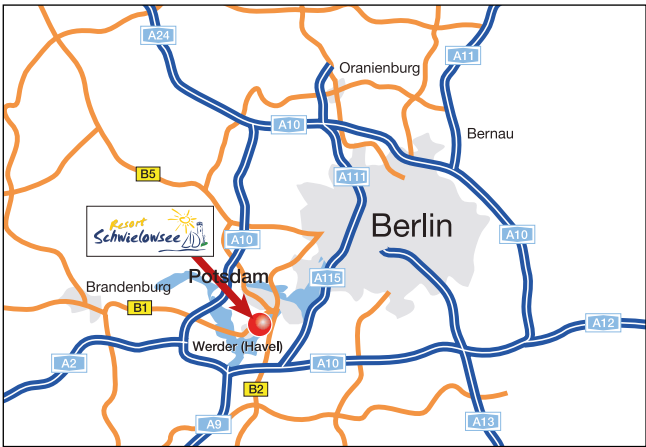 A24
A11
Oranienburg
A10
Bernau
B5
A111
Resort
Schwielowsee
Berlin
A10
A10
Potsdam
A115
Brandenburg
B1
A12
Werder (Havel)
A2
A10
B2
A9
A13